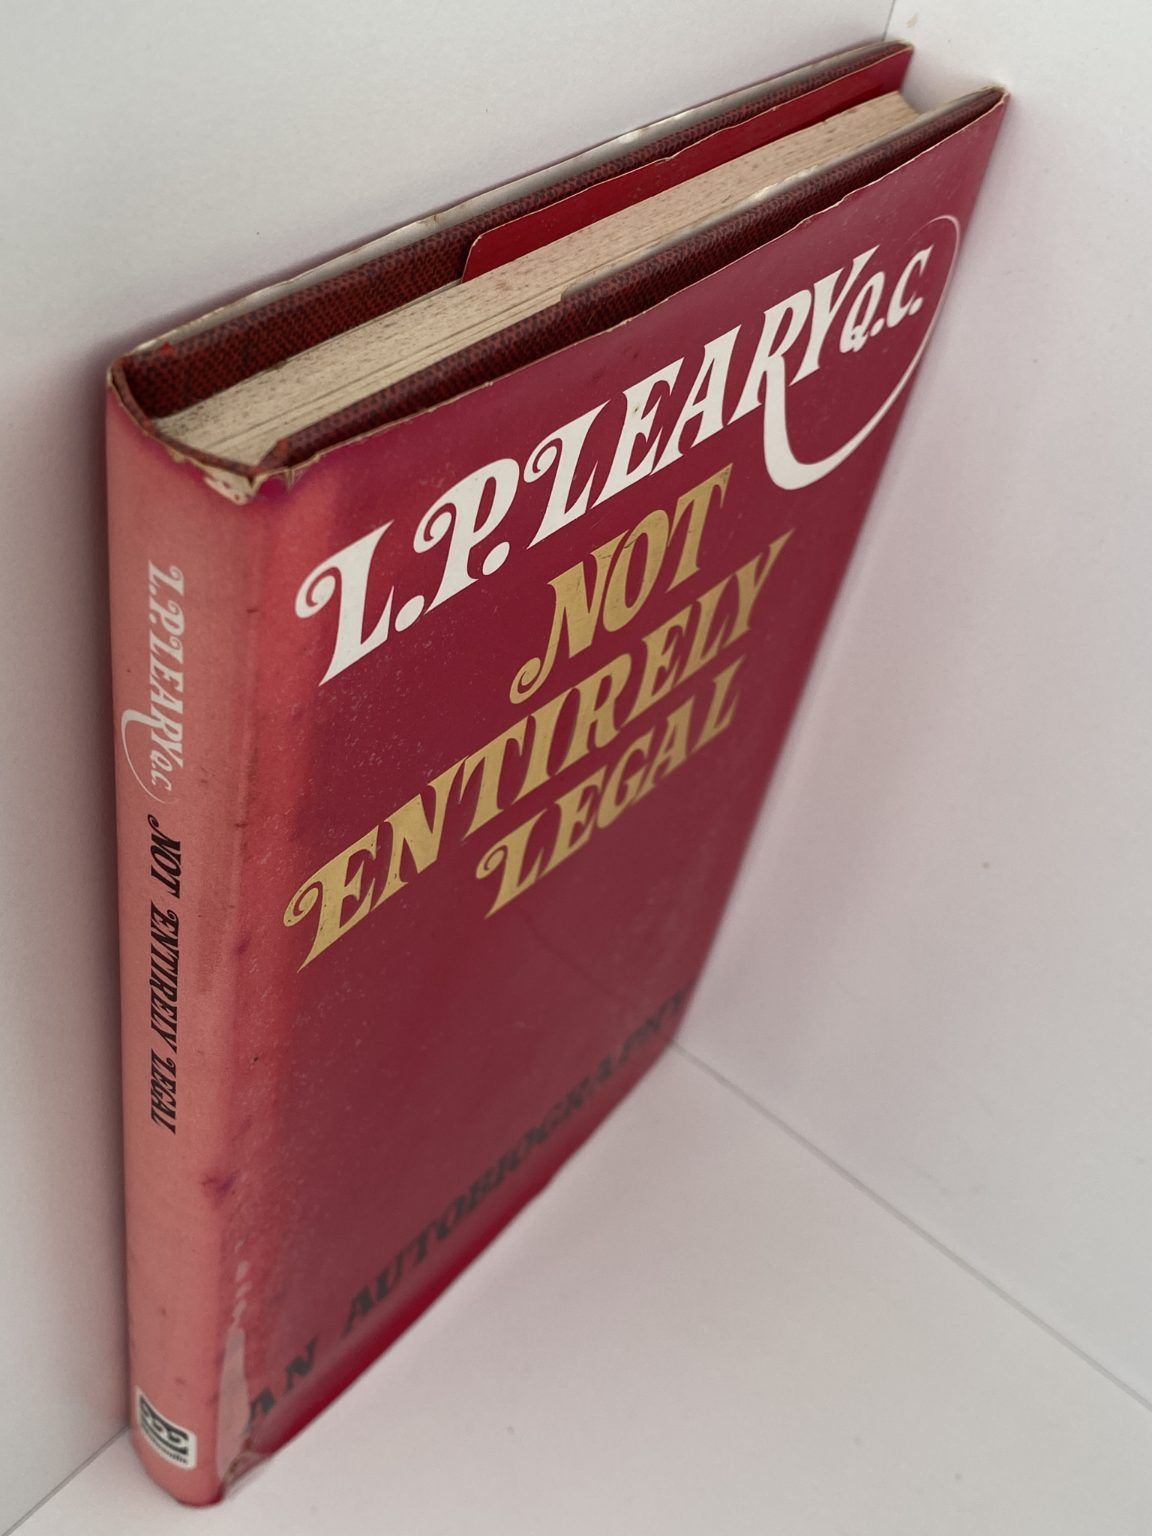 L.P. LEARY Q.C.
NOT
ENTIRELY
LEGAL
AN AUTOBIOGRAPHY
L.P. LEARY Q.C. NOT ENTIRELY LEGAL